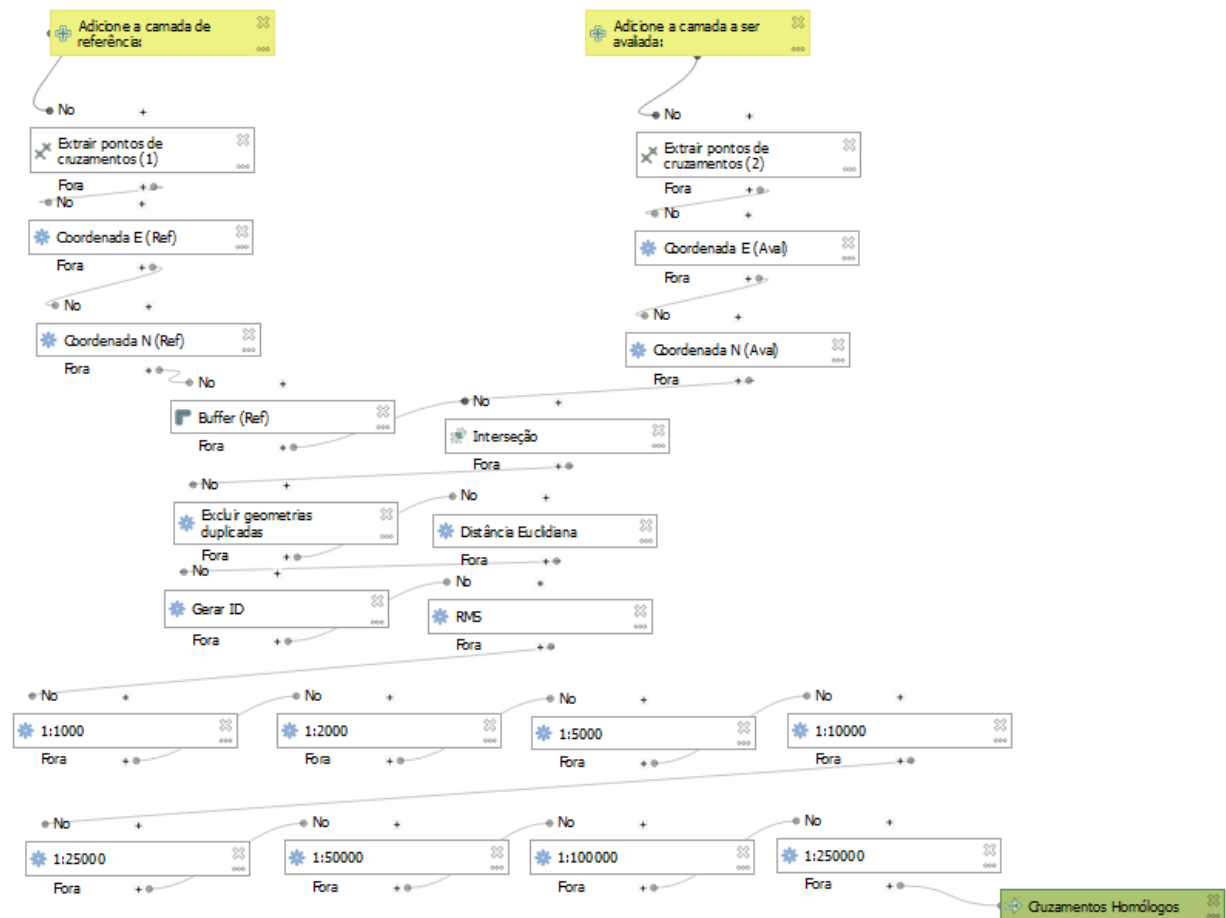 Adicione a camada de
referência:
Adicione a camada a ser
avaliada:
No
No
Extrair pontos de
cruzamentos (1)
Extrair pontos de
cruzamentos (2)
Fora
Fora
No
No
Coordenada E (Ref)
Coordenada E (Aval)
Fora
Fora
No
No
Coordenada N (Ref)
Coordenada N (Aval)
Fora
Fora
No
No
Buffer (Ref)
Interseção
Fora
Fora
No
No
Excluir geometrias
duplicadas
Distância Euclidiana
Fora
Fora
No
No
Gerar ID
RMS
Fora
Fora
No
No
No
No
1:1000
1:2000
1:5000
1:10000
Fora
Fora
Fora
Fora
No
No
No
No
1:25000
1:50000
1:100000
1:250000
Fora
Fora
Fora
Fora
Cruzamentos Homólogos